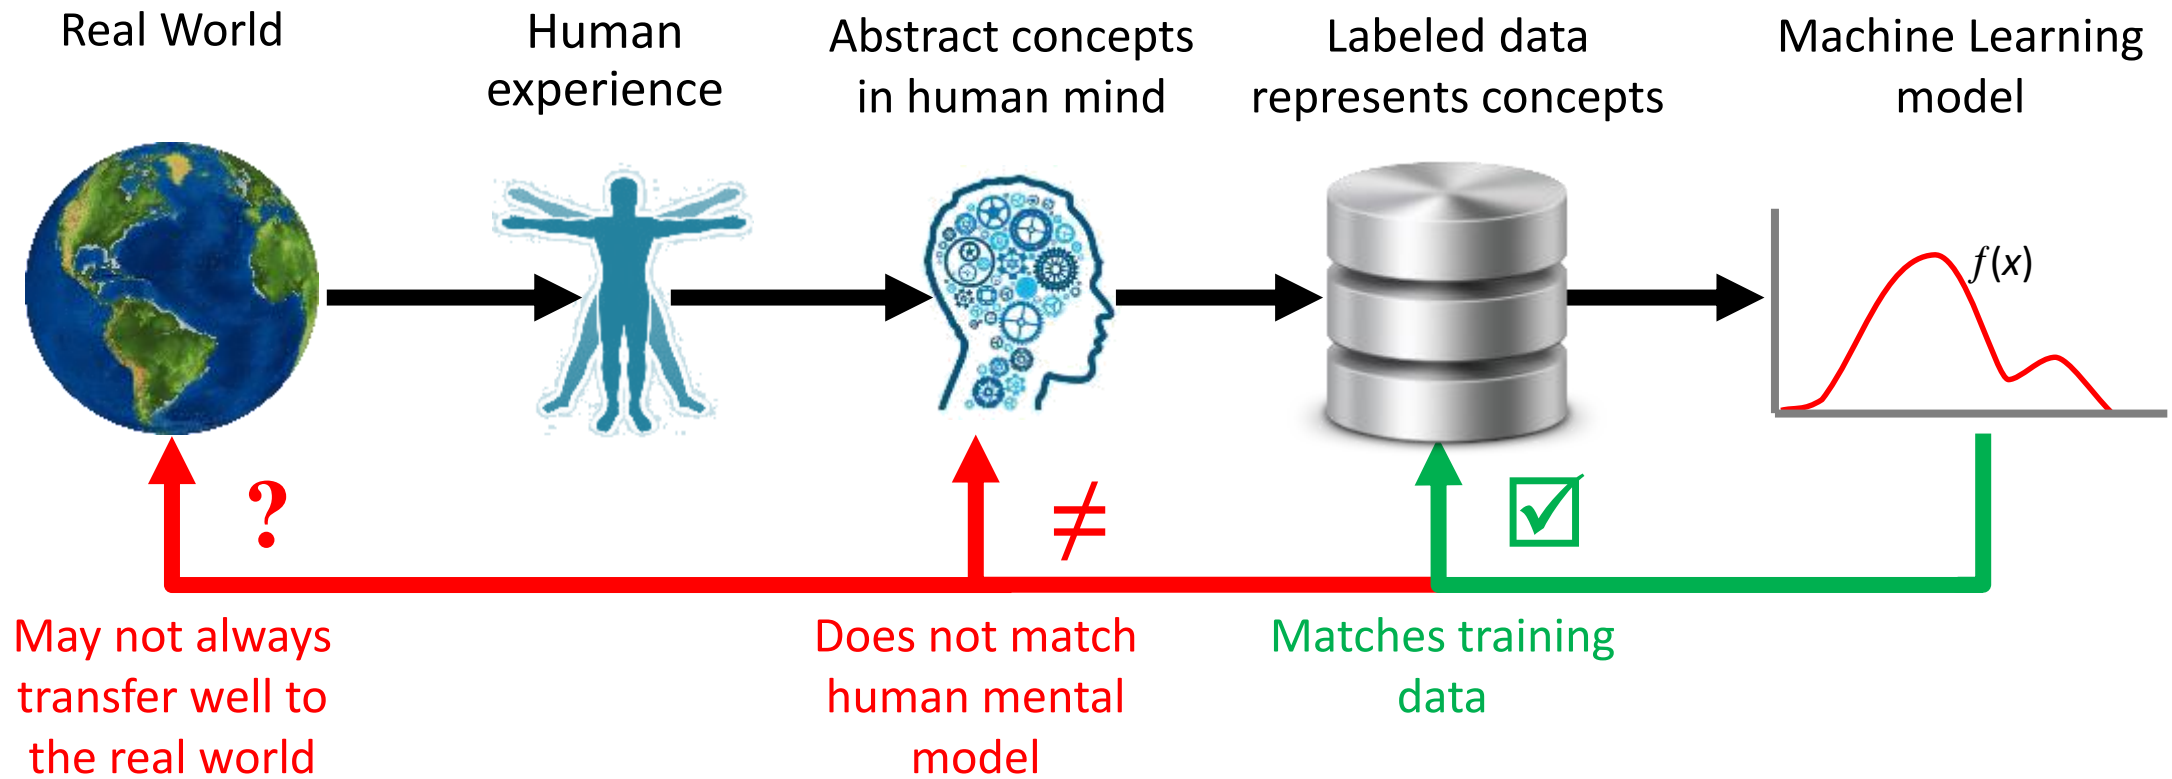 Real World
Human
experience
Abstract concepts
in human mind
Labeled data
represents concepts
Machine Learning
model
f(x)
?
≠
May not always
transfer well to
the real world
Does not match
human mental
model
Matches training
data